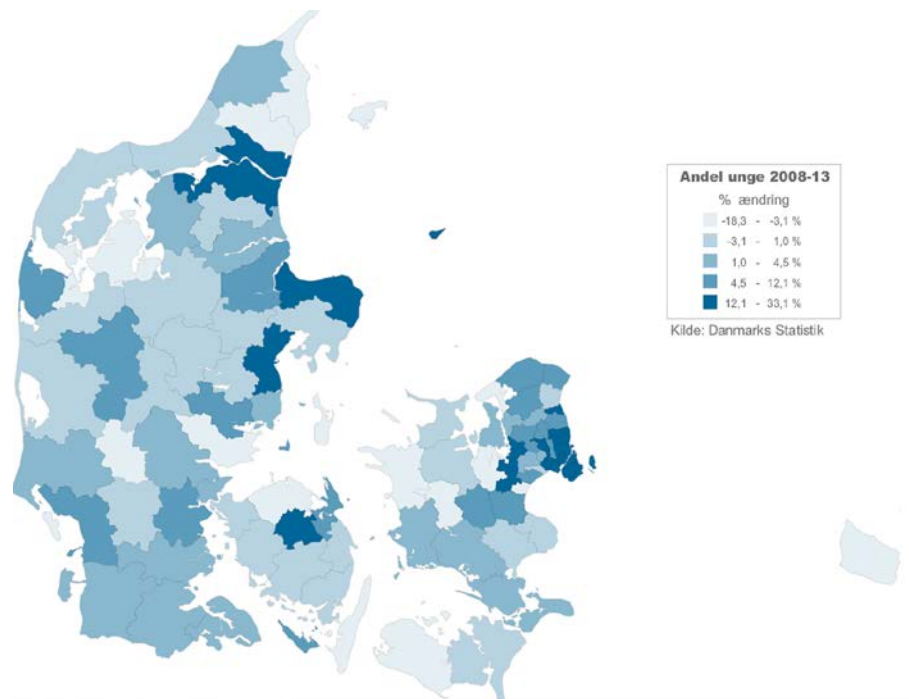 Andel unge 2008-13
% ændring
-18,3 - -3,1 %
-3,1 - 1,0 %
1,0 - 4,5 %
4,5 - 12,1 %
12,1 - 33,1 %
Kilde: Danmarks Statistik